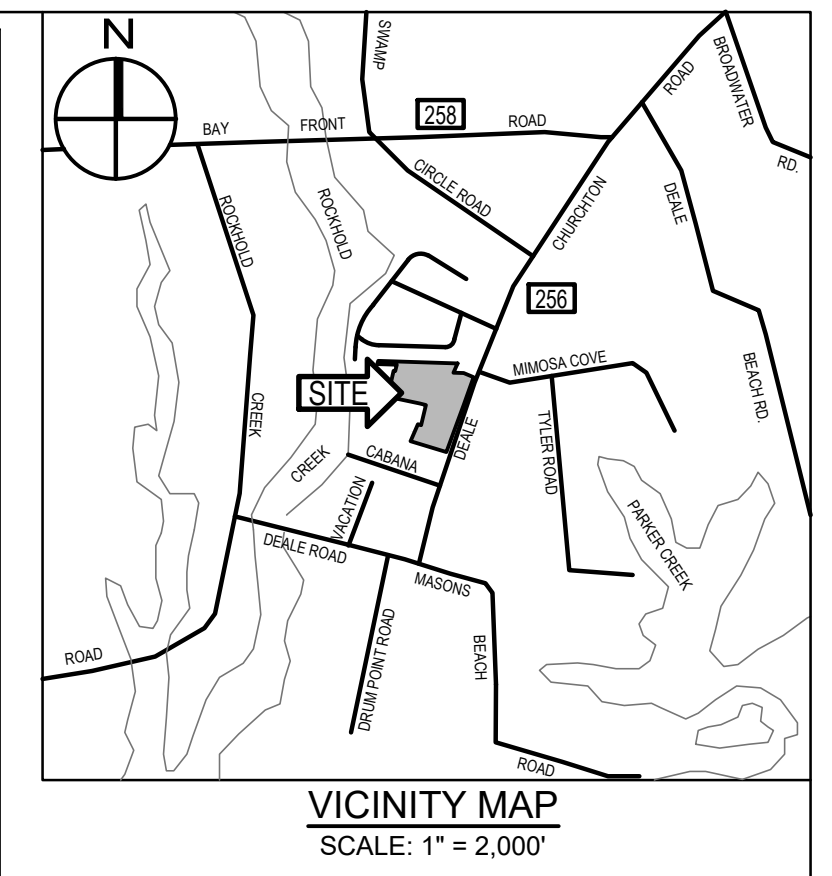 N
SWAMP
BROADWATER
RD.
ROAD
258
BAY
FRONT
ROAD
CIRCLE ROAD
CHURCHTON
DEALE
ROCKHOLD
ROCKHOLD
256
MIMOSA COVE
BEACH RD.
SITE
CREEK
CREEK
DEALE
TYLER ROAD
CABANA
VACATION
PARKER CREEK
DEALE ROAD
MASONS
ROAD
DRUM POINT ROAD
BEACH
ROAD
VICINITY MAP
SCALE: 1" = 2,000'